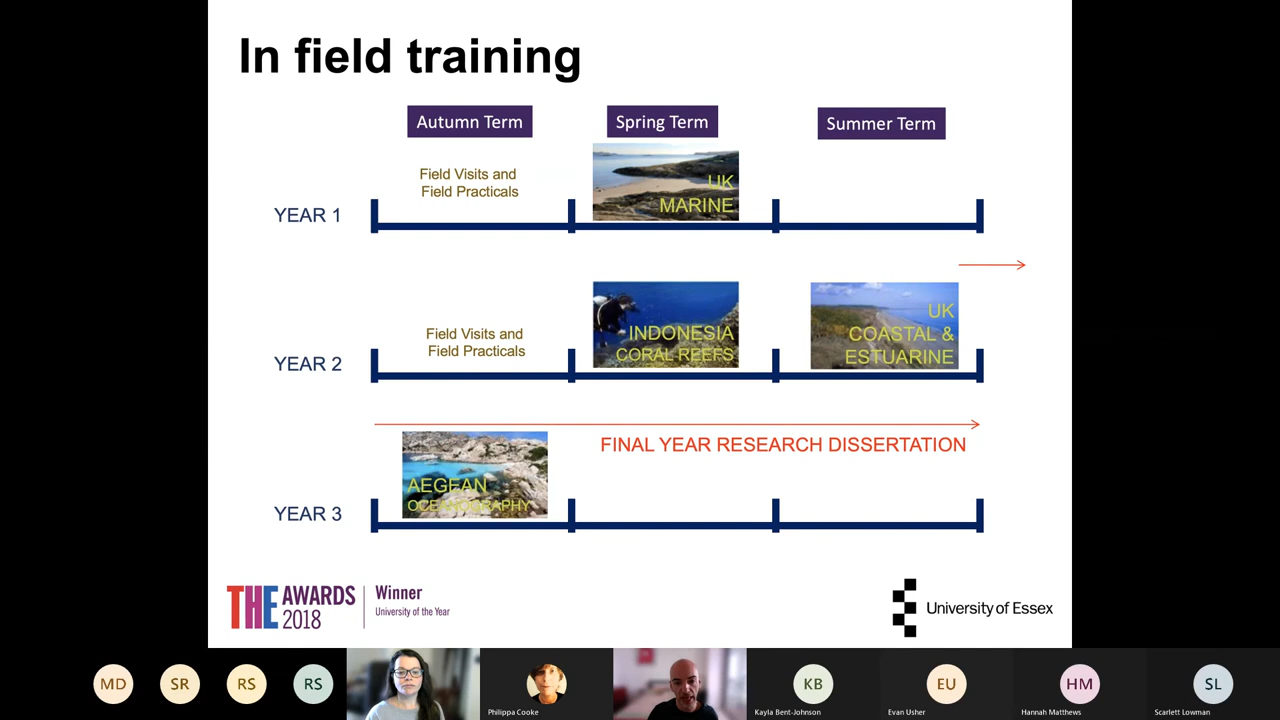 In field training
Autumn Term
Spring Term
Summer Term
Field Visits and
Field Practicals
UK
MARINE
YEAR 1
Field Visits and
Field Practicals
INDONESIA
CORAL REEFS
UK
COASTAL &
ESTUARINE
YEAR 2
FINAL YEAR RESEARCH DISSERTATION
AEGEAN
OCEANOGRAPHY
YEAR 3
THE AWARDS
2018
Winner
University of the Year
University of Essex
MD
SR
RS
RS
Philippa Cooke
KB
Kayla Bent-Johnson
EU
Evan Usher
HM
Hannah Matthews
SL
Scarlett Lowman